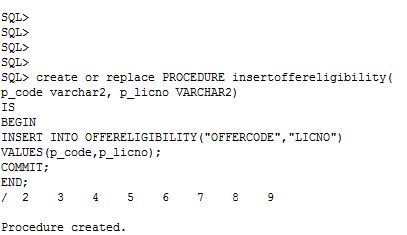 SQL>
SQL>
SQL>
SQL>
SQL> create or replace PROCEDURE insertoffereligibility(
p_code varchar2, p_licno VARCHAR2)
IS
BEGIN
INSERT INTO OFFERELIGIBILITY("OFFERCODE","LICNO")
VALUES(p_code,p_licno);
COMMIT;
END;
/  2    3    4    5    6    7    8    9
Procedure created.